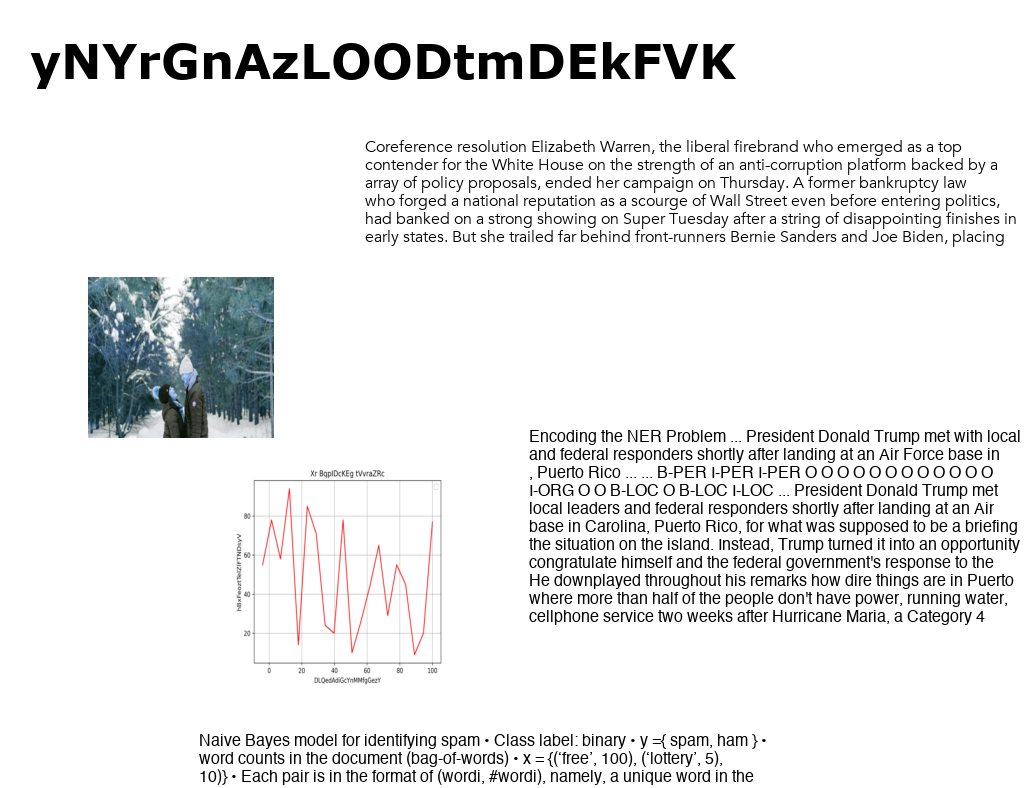 yNYrGnAzLOODtmDEkFVK
Coreference resolution Elizabeth Warren, the liberal firebrand who emerged as a top
contender for the White House on the strength of an anti-corruption platform backed by a
array of policy proposals, ended her campaign on Thursday. A former bankruptcy law
who forged a national reputation as a scourge of Wall Street even before entering politics,
had banked on a strong showing on Super Tuesday after a string of disappointing finishes in
early states. But she trailed far behind front-runners Bernie Sanders and Joe Biden, placing
Encoding the NER Problem ... President Donald Trump met with local
and federal responders shortly after landing at an Air Force base in
, Puerto Rico ... ... B-PER I-PER I-PER O O O O O O O O O O O O
I-ORG O O B-LOC O B-LOC I-LOC ... President Donald Trump met
local leaders and federal responders shortly after landing at an Air
base in Carolina, Puerto Rico, for what was supposed to be a briefing
the situation on the island. Instead, Trump turned it into an opportunity
congratulate himself and the federal government's response to the
He downplayed throughout his remarks how dire things are in Puerto
where more than half of the people don't have power, running water,
cellphone service two weeks after Hurricane Maria, a Category 4
80
60
40
20
0 20 40 60 80 100
Naive Bayes model for identifying spam • Class label: binary • y ={ spam, ham } •
word counts in the document (bag-of-words) • x = {(‘free’, 100), (‘lottery’, 5),
10)} • Each pair is in the format of (wordi, #wordi), namely, a unique word in the